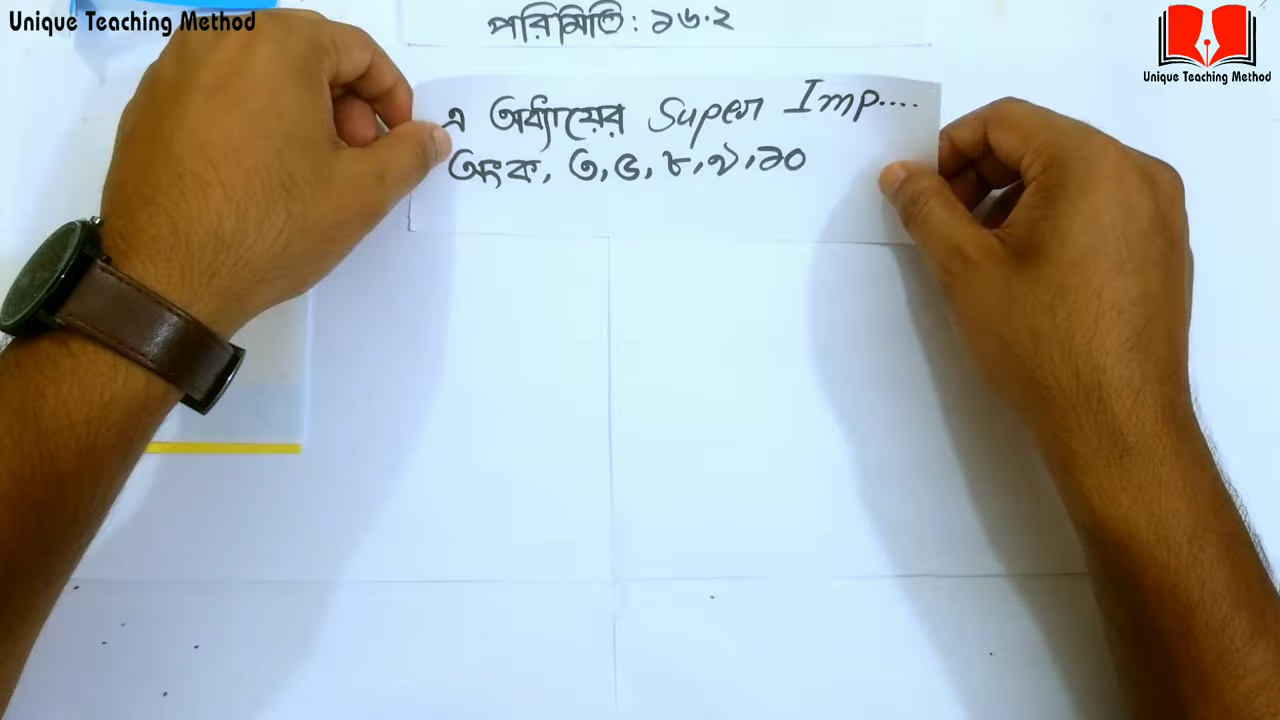 Unique Teaching Method
পরিমিতি: ১৬.২
Unique Teaching Method
এ অধ্যায়ের Super Imp....
অংক, ৩,৬,৮,৯,১০